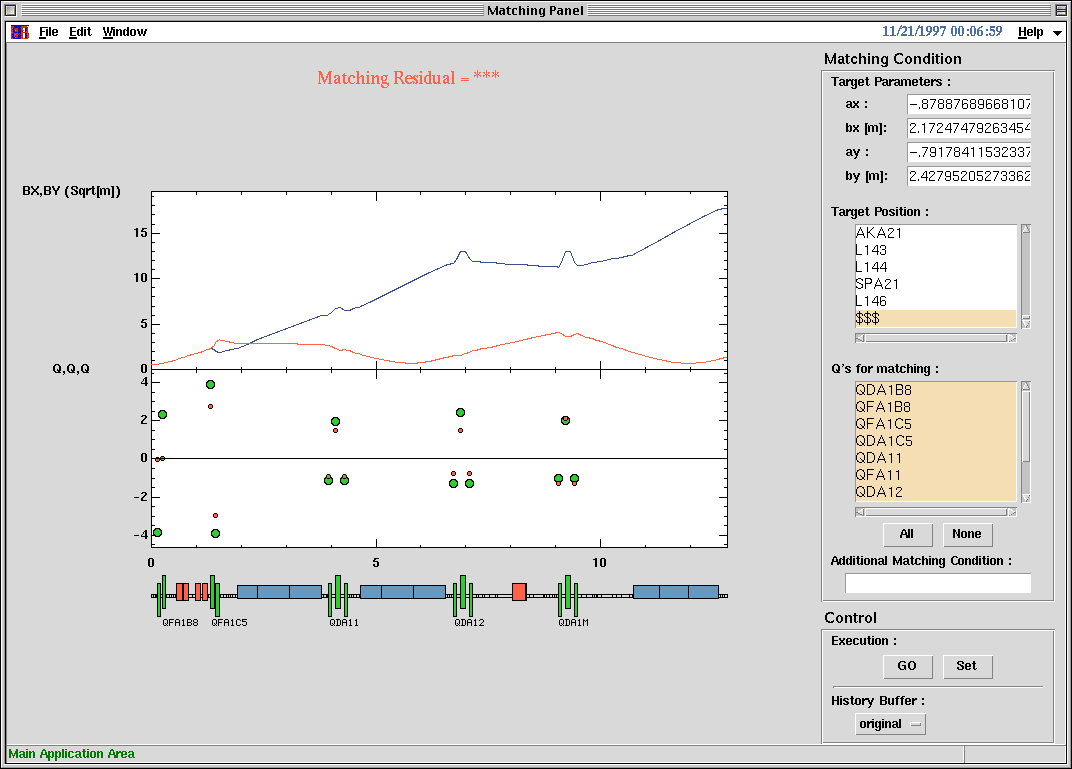 Matching Panel
File Edit Window 11/21/1997 00:06:59 Help
Matching Residual = ***
BX,BY (Sqrt[m])
15
10
5
0
Q,Q,Q
4
2
0
−2
−4
0 5 10
QFA1B8 QFA1C5 QDA11 QDA12 QDA1M
Matching Condition
Target Parameters :
ax : −.87887689668107
bx [m]: 2.17247479263454
ay : −.79178411532337
by [m]: 2.42795205273362
Target Position :
AKA21
L143
L144
SPA21
L146
$$$
Q's for matching :
QDA1B8
QFA1B8
QFA1C5
QDA1C5
QDA11
QFA11
QDA12
All None
Additional Matching Condition :
Control
Execution :
GO Set
History Buffer :
original
Main Application Area